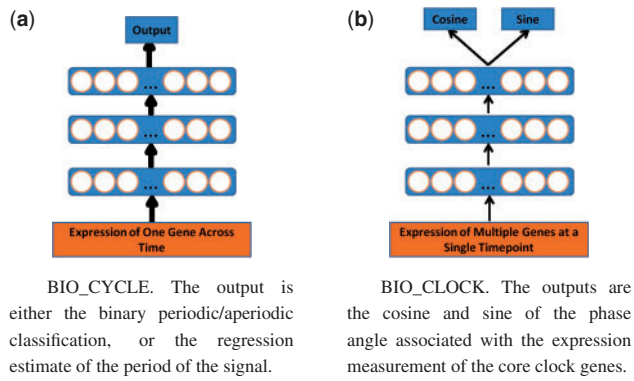 (a)
Output
...
...
...
Expression of One Gene Across
Time
BIO_CYCLE. The output is
either the binary periodic/aperiodic
classification, or the regression
estimate of the period of the signal.
(b)
Cosine
Sine
...
...
...
Expression of Multiple Genes at a
Single Timepoint
BIO_CLOCK. The outputs are
the cosine and sine of the phase
angle associated with the expression
measurement of the core clock genes.